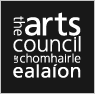 the arts
council
an chomhairle
ealaíon